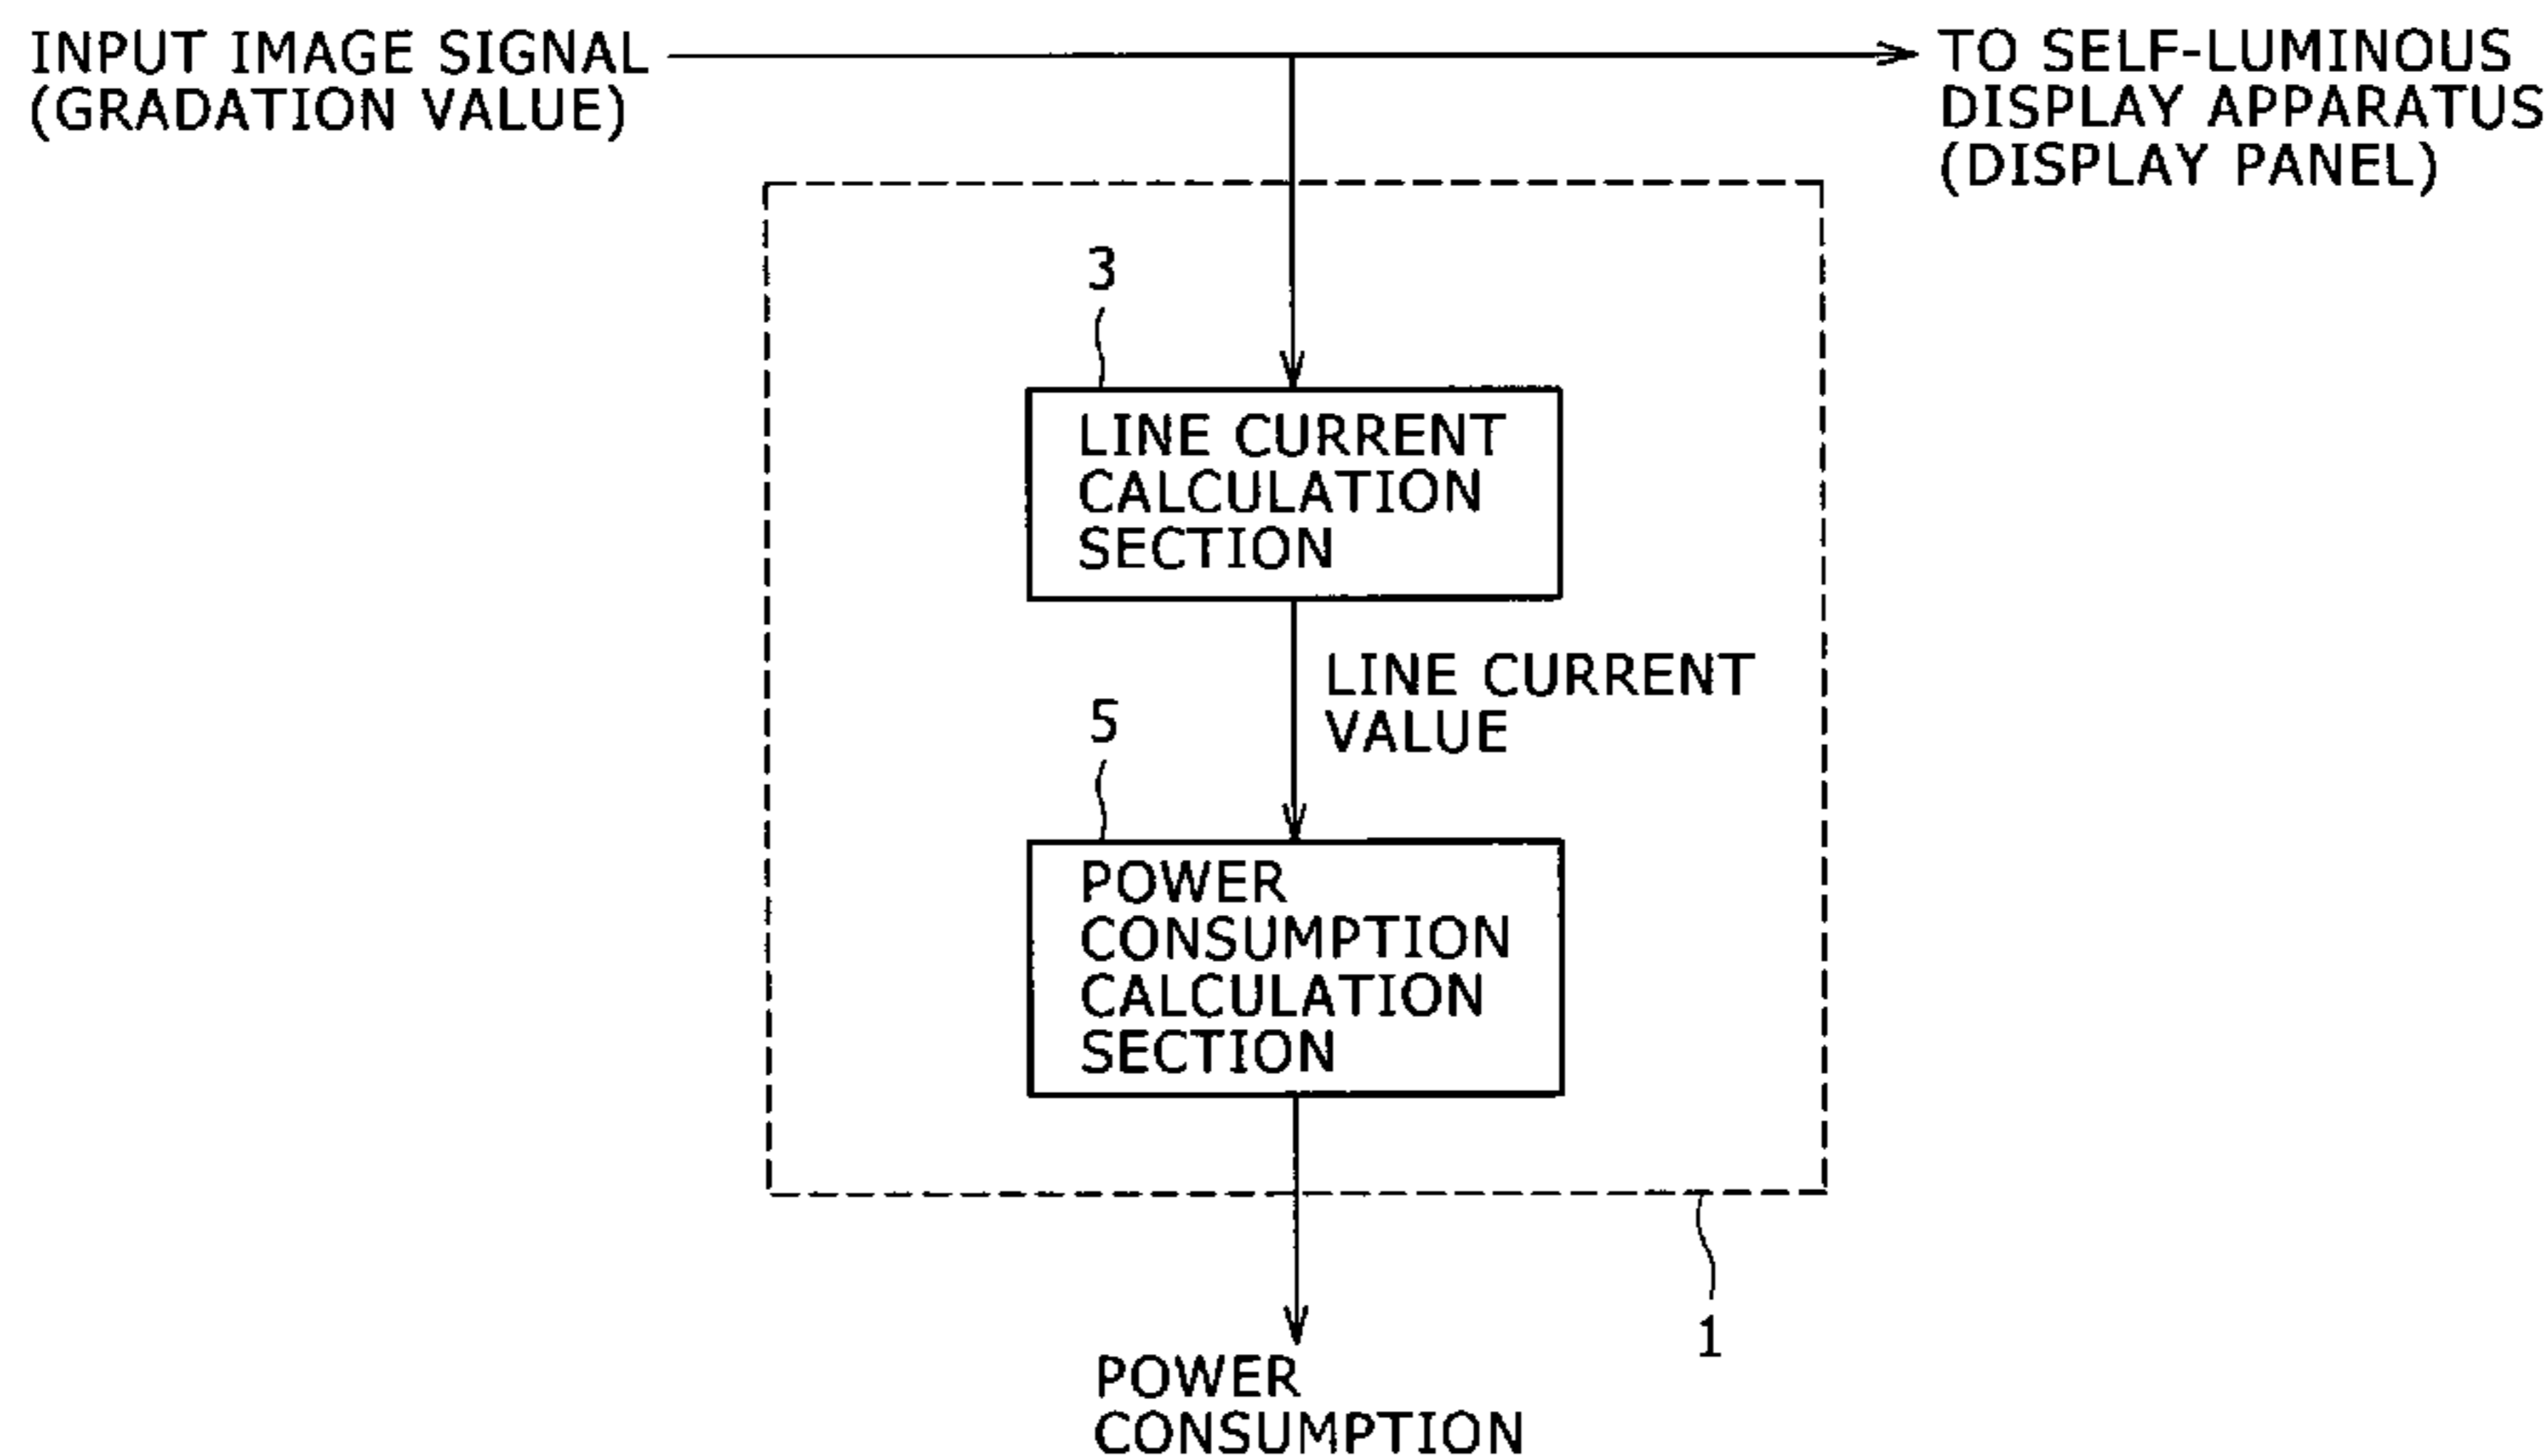 INPUT IMAGE SIGNAL
(GRADATION VALUE)
TO SELF-LUMINOUS
DISPLAY APPARATUS
(DISPLAY PANEL)
3
LINE CURRENT
CALCULATION
SECTION
LINE CURRENT
VALUE
5
POWER
CONSUMPTION
CALCULATION
SECTION
1
POWER
CONSUMPTION